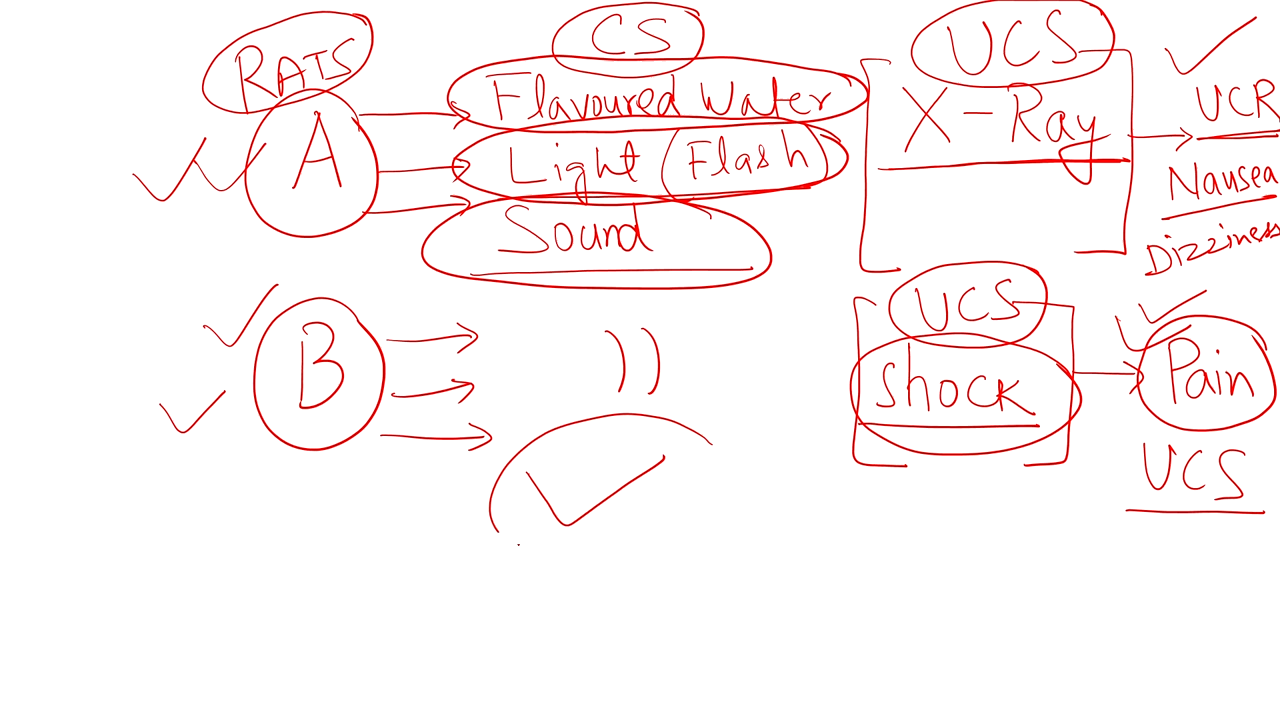 RATS CS UCS
A Flavoured Water X-Ray UCR
Light (Flash) Nausea
Sound Dizziness
UCS
B )) Shock Pain
UCS